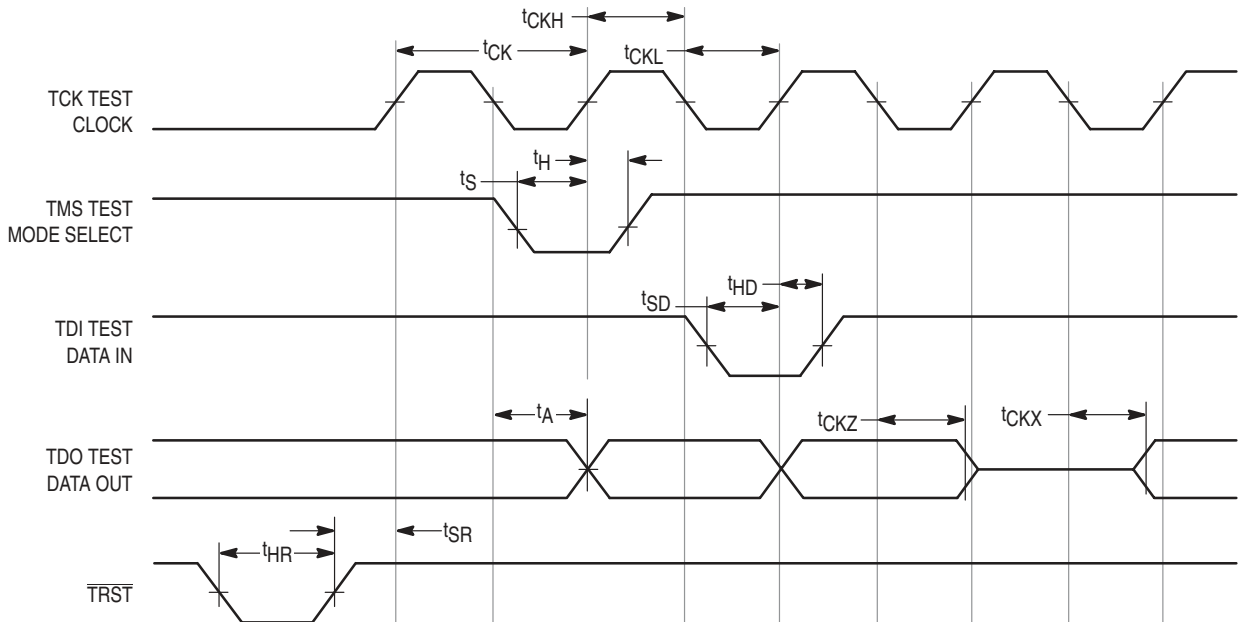 tCKH
tCK
tCKL
TCK TEST
CLOCK
tH
tS
TMS TEST
MODE SELECT
tHD
tSD
TDI TEST
DATA IN
tA
tCKZ
tCKX
TDO TEST
DATA OUT
tSR
tHR
TRST